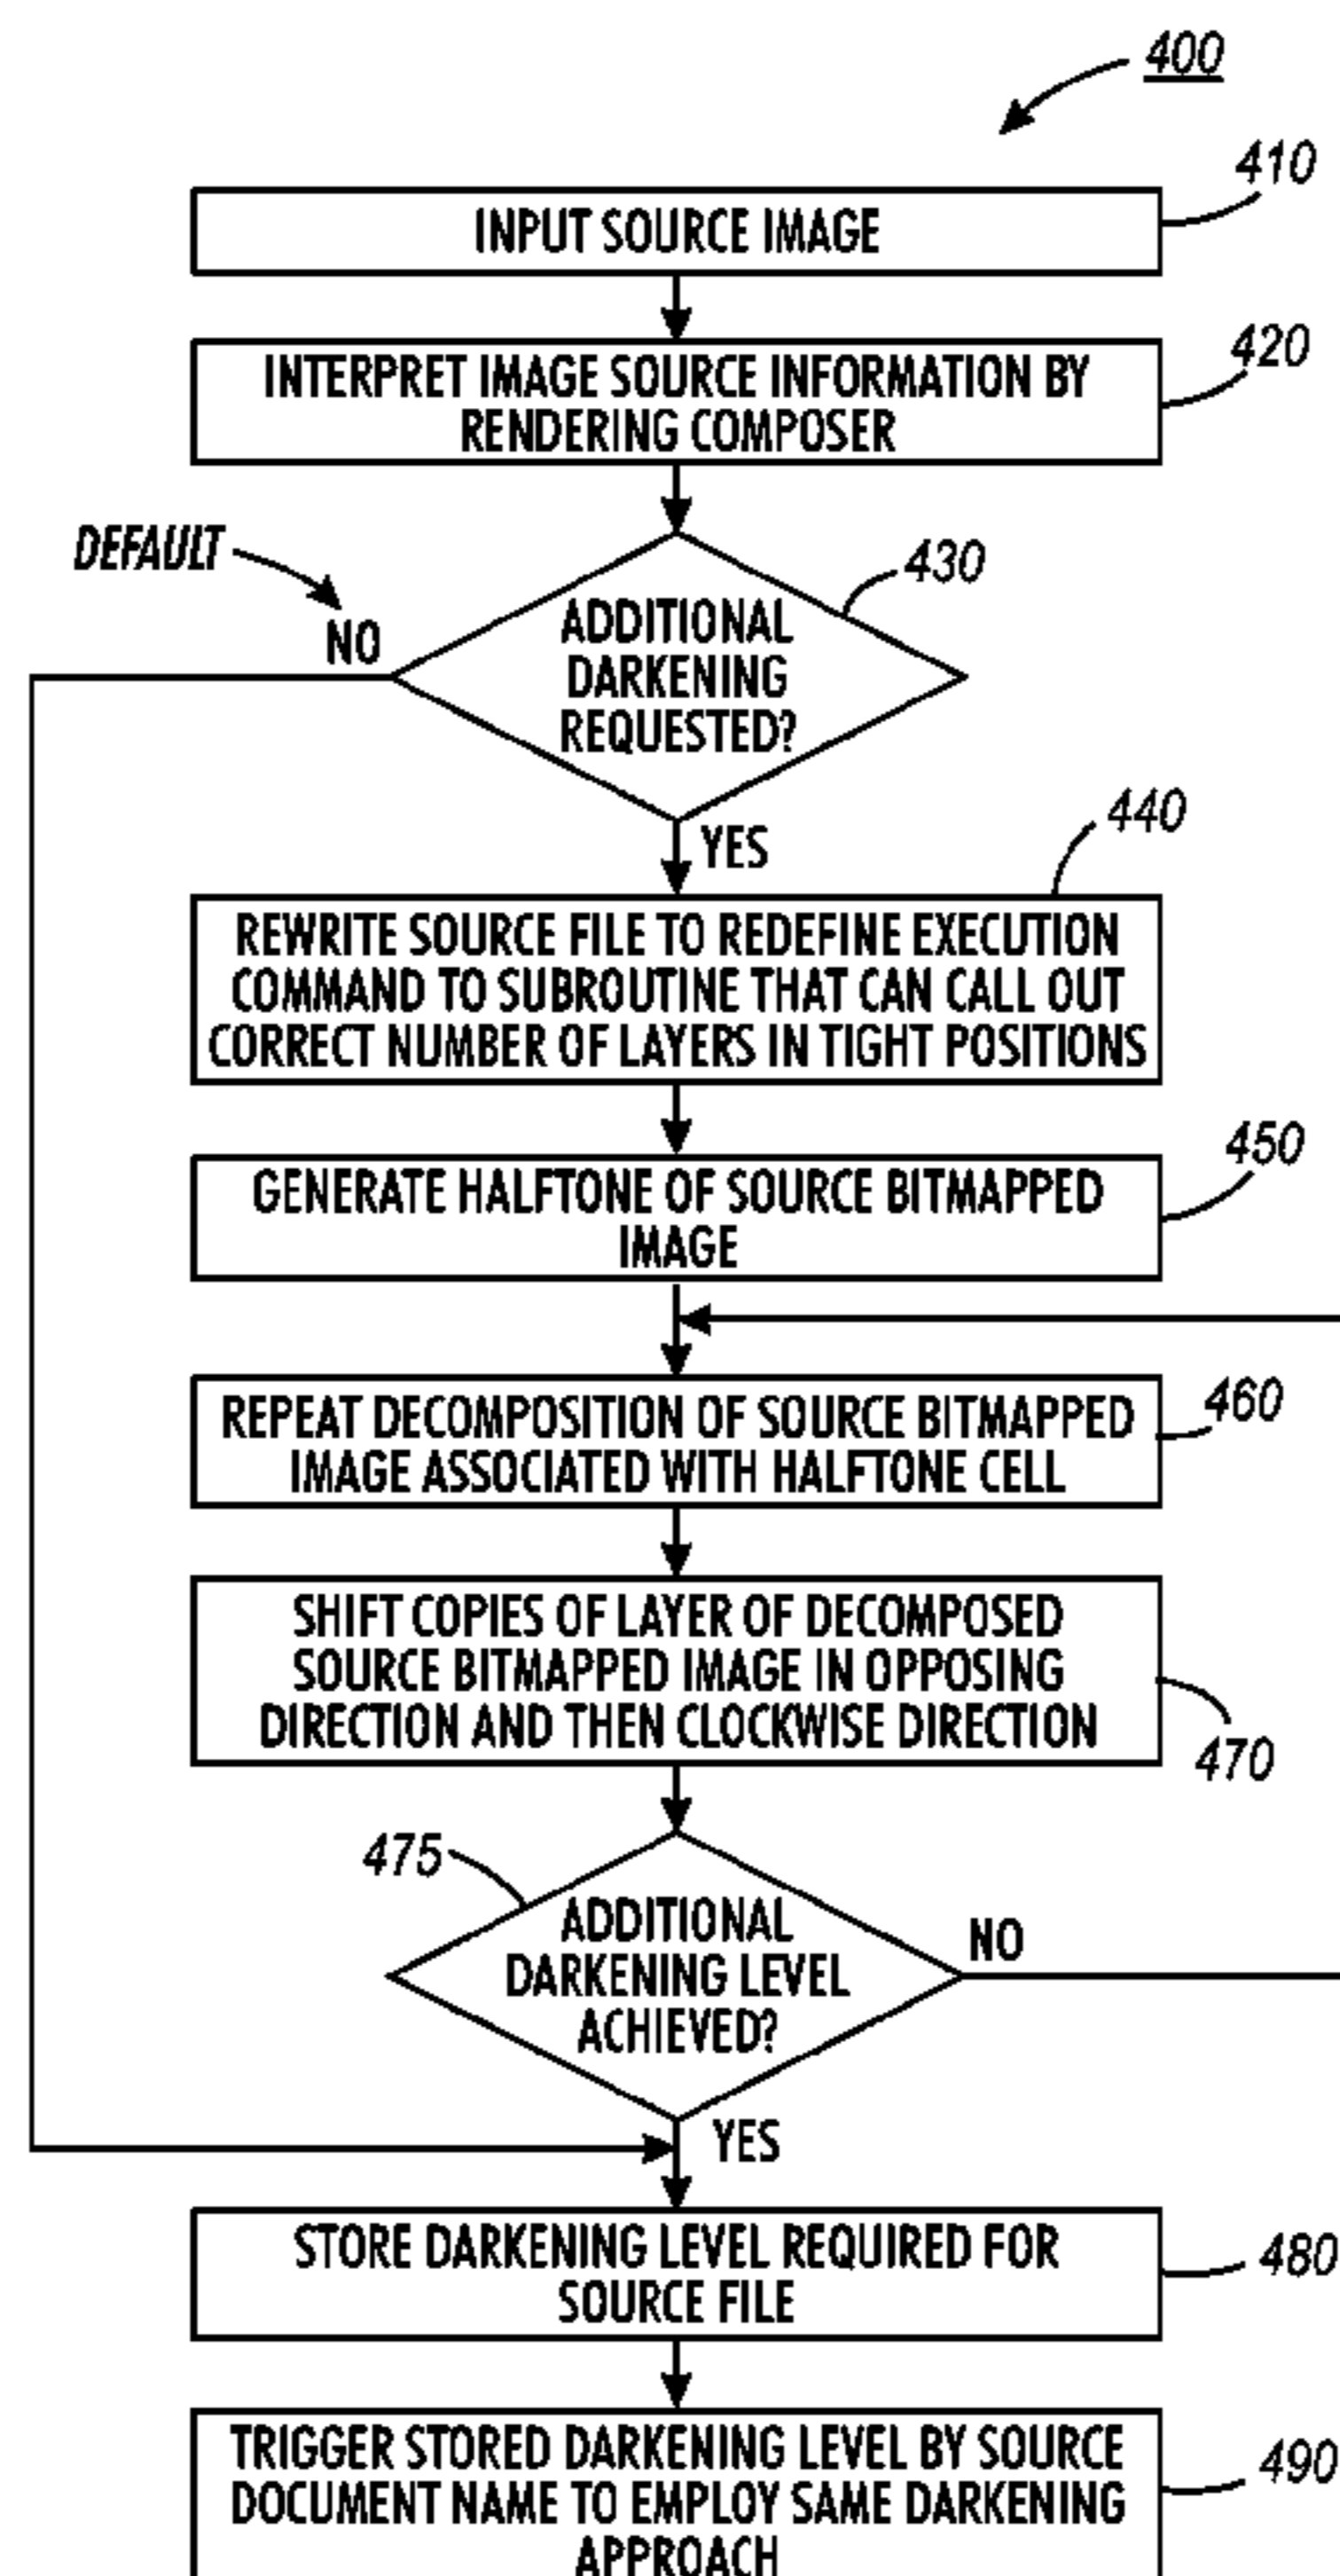 400
410
INPUT SOURCE IMAGE
420
INTERPRET IMAGE SOURCE INFORMATION BY
RENDERING COMPOSER
DEFAULT
430
NO
ADDITIONAL
DARKENING
REQUESTED?
YES
440
REWRITE SOURCE FILE TO REDEFINE EXECUTION
COMMAND TO SUBROUTINE THAT CAN CALL OUT
CORRECT NUMBER OF LAYERS IN TIGHT POSITIONS
450
GENERATE HALFTONE OF SOURCE BITMAPPED
IMAGE
460
REPEAT DECOMPOSITION OF SOURCE BITMAPPED
IMAGE ASSOCIATED WITH HALFTONE CELL
SHIFT COPIES OF LAYER OF DECOMPOSED
SOURCE BITMAPPED IMAGE IN OPPOSING
DIRECTION AND THEN CLOCKWISE DIRECTION
470
475
ADDITIONAL
DARKENING LEVEL
ACHIEVED?
NO
YES
STORE DARKENING LEVEL REQUIRED FOR
SOURCE FILE
480
TRIGGER STORED DARKENING LEVEL BY SOURCE
DOCUMENT NAME TO EMPLOY SAME DARKENING
APPROACH
490